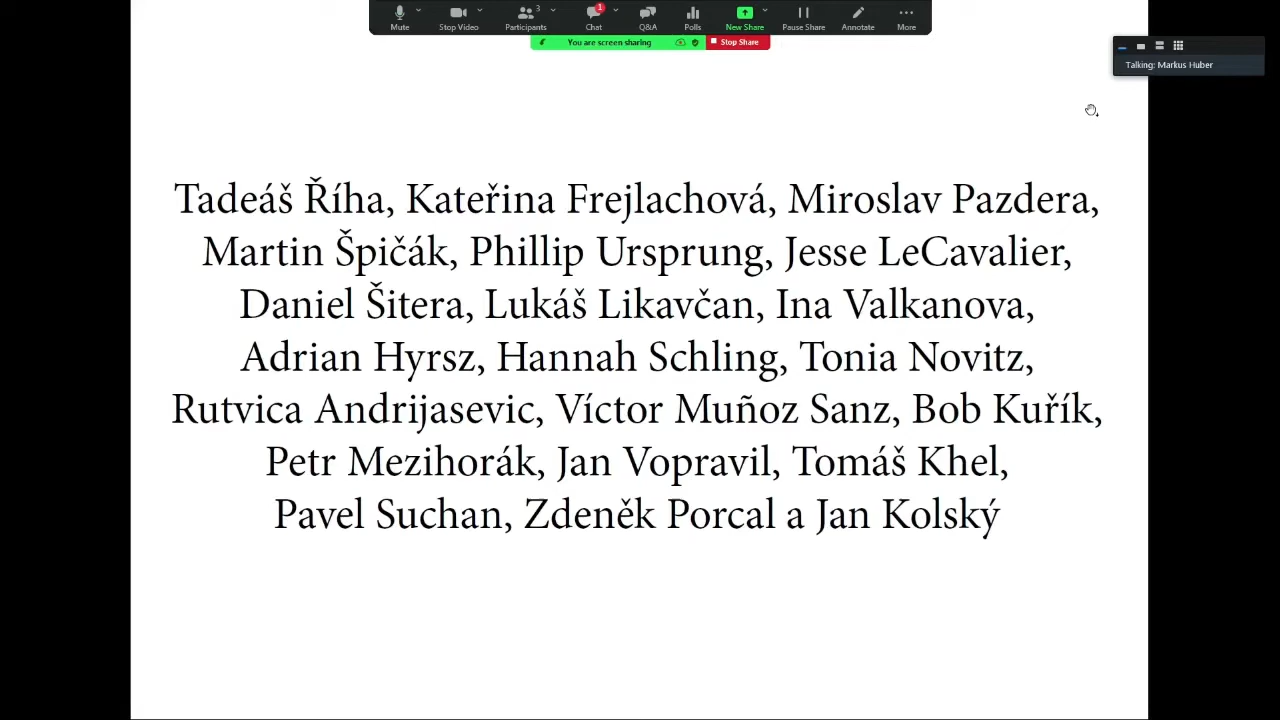 Mute
Stop Video
Participants
3
Chat
1
Q&A
Polls
New Share
Pause Share
Annotate
More
You are screen sharing
Stop Share
Talking: Markus Huber
Tadeáš Říha, Kateřina Frejlachová, Miroslav Pazdera,
Martin Špičák, Phillip Ursprung, Jesse LeCavalier,
Daniel Šitera, Lukáš Likavčan, Ina Valkanova,
Adrian Hyrsz, Hannah Schling, Tonia Novitz,
Rutvica Andrijasevic, Víctor Muñoz Sanz, Bob Kuřík,
Petr Mezihorák, Jan Vopravil, Tomáš Khel,
Pavel Suchan, Zdeněk Porcal a Jan Kolský